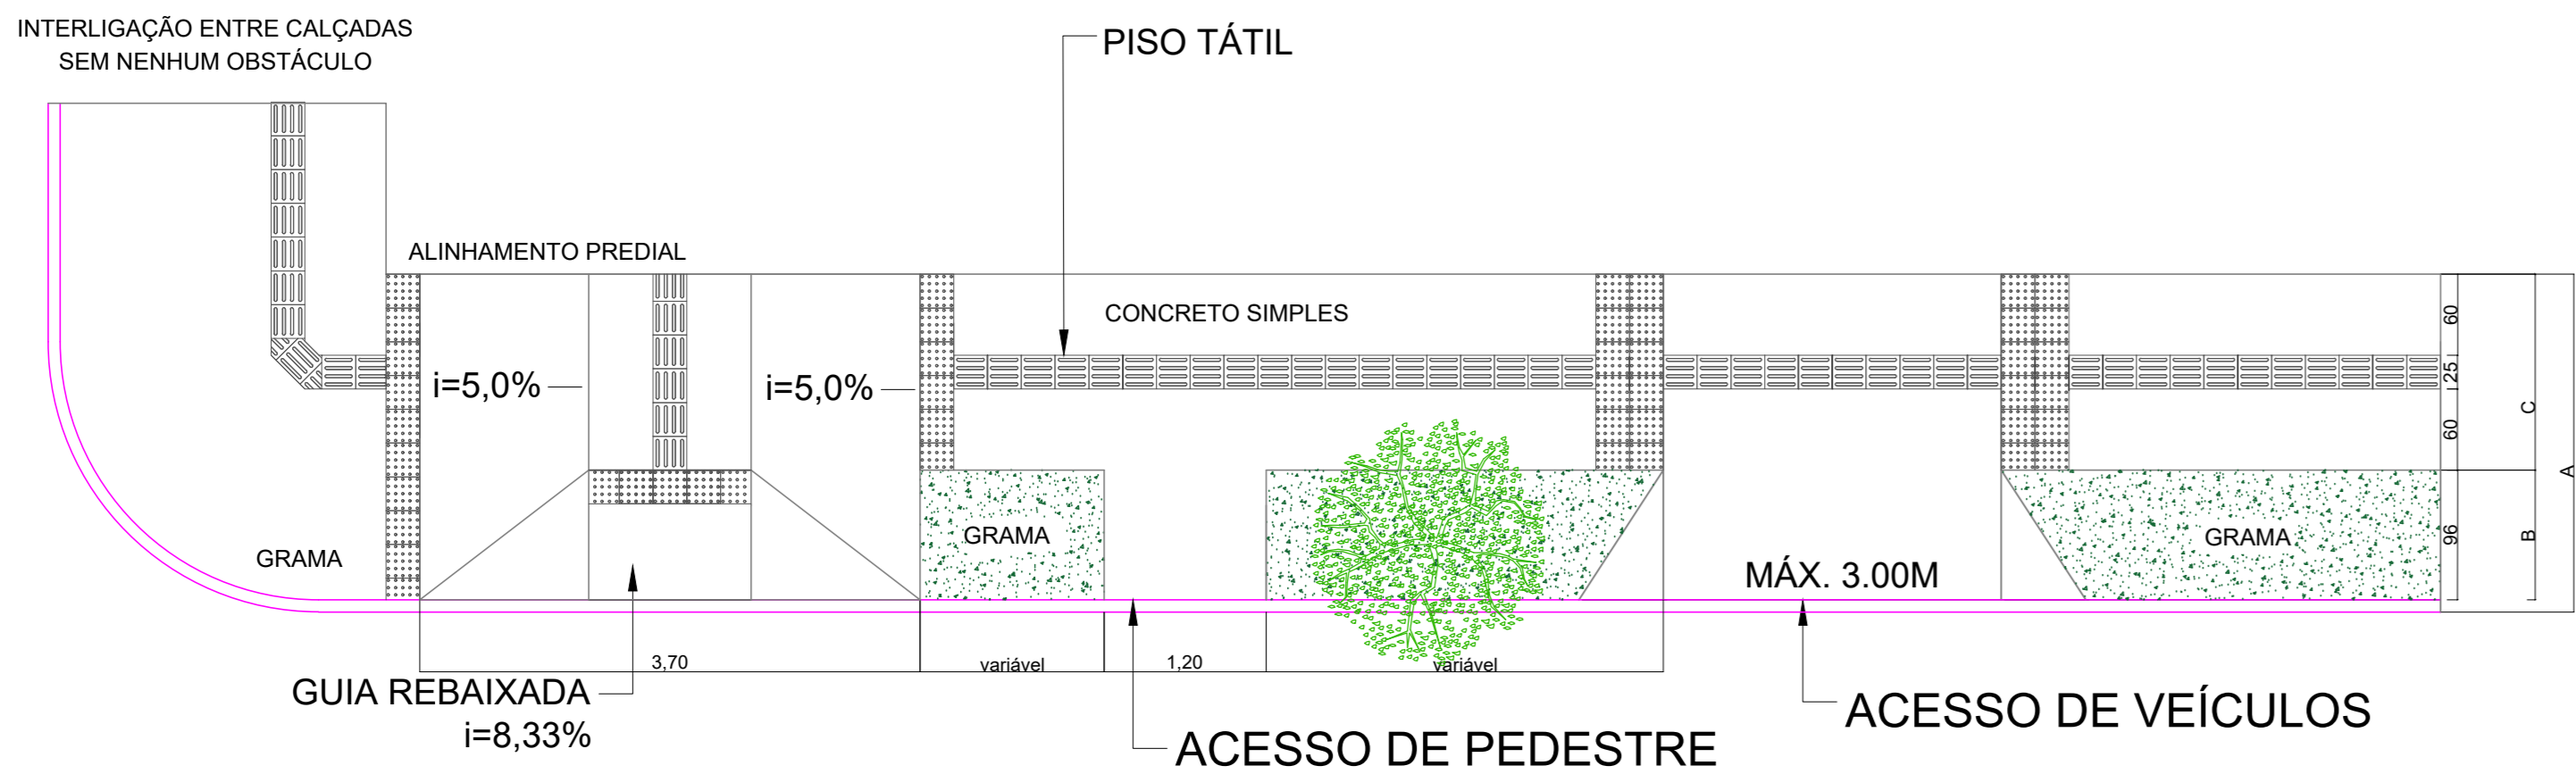 INTERLIGAÇÃO ENTRE CALÇADAS
SEM NENHUM OBSTÁCULO
PISO TÁTIL
ALINHAMENTO PREDIAL
CONCRETO SIMPLES
i=5,0%
i=5,0%
60
25
60
C
A
96
B
GRAMA
GRAMA
GRAMA
MÁX. 3.00M
3,70
variável
1,20
variável
GUIA REBAIXADA
i=8,33%
ACESSO DE PEDESTRE
ACESSO DE VEÍCULOS